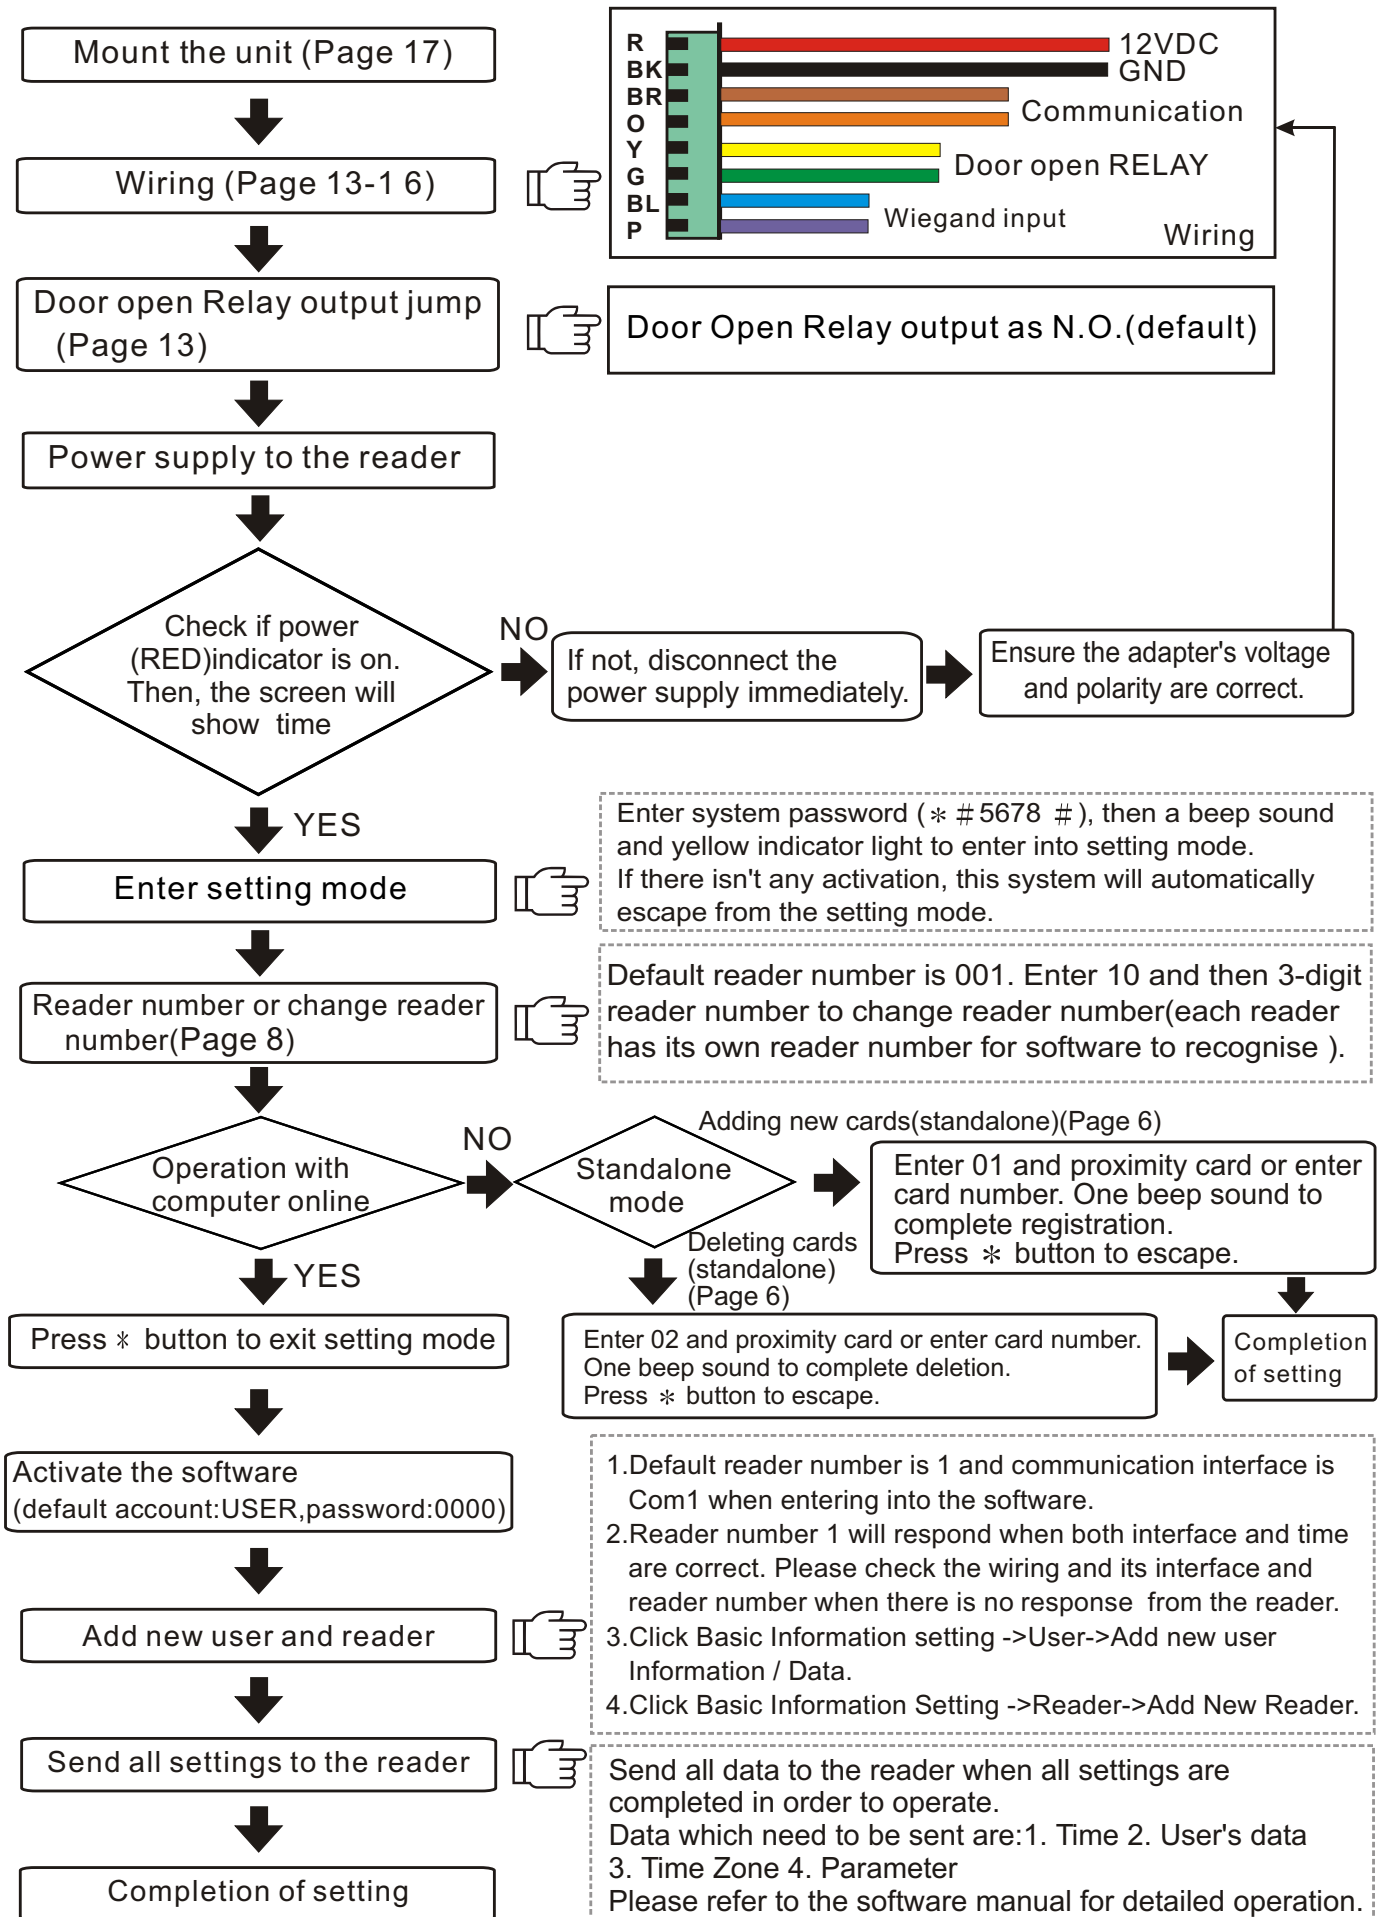 Mount the unit (Page 17)
R
BK
BR
O
Y
G
BL
P
12VDC
GND
Communication
Door open RELAY
Wiegand input
Wiring
Wiring (Page 13-1 6)
Door open Relay output jump
(Page 13)
Door Open Relay output as N.O.(default)
Power supply to the reader
Check if power
(RED)indicator is on.
Then, the screen will
show time
NO
If not, disconnect the
power supply immediately.
Ensure the adapter's voltage
and polarity are correct.
YES
Enter setting mode
Enter system password (* #5678 #), then a beep sound
and yellow indicator light to enter into setting mode.
If there isn't any activation, this system will automatically
escape from the setting mode.
Reader number or change reader
number(Page 8)
Default reader number is 001. Enter 10 and then 3-digit
reader number to change reader number(each reader
has its own reader number for software to recognise ).
Operation with
computer online
NO
Standalone
mode
Adding new cards(standalone)(Page 6)
Enter 01 and proximity card or enter
card number. One beep sound to
complete registration.
Press * button to escape.
Deleting cards
(standalone)
(Page 6)
YES
Press * button to exit setting mode
Enter 02 and proximity card or enter card number.
One beep sound to complete deletion.
Press * button to escape.
Completion
of setting
Activate the software
(default account:USER,password:0000)
1.Default reader number is 1 and communication interface is
Com1 when entering into the software.
2.Reader number 1 will respond when both interface and time
are correct. Please check the wiring and its interface and
reader number when there is no response from the reader.
3.Click Basic Information setting ->User->Add new user
Information / Data.
4.Click Basic Information Setting ->Reader->Add New Reader.
Add new user and reader
Send all settings to the reader
Send all data to the reader when all settings are
completed in order to operate.
Data which need to be sent are:1. Time 2. User's data
3. Time Zone 4. Parameter
Please refer to the software manual for detailed operation.
Completion of setting